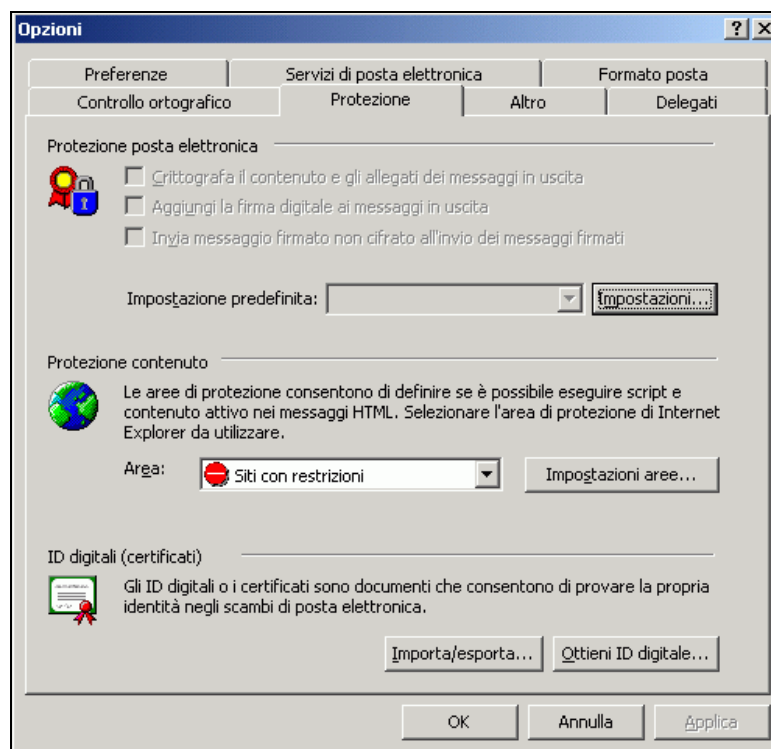 Opzioni
Preferenze Servizi di posta elettronica Formato posta
Controllo ortografico Protezione Altro Delegati
Protezione posta elettronica
Crittografa il contenuto e gli allegati dei messaggi in uscita
Aggiungi la firma digitale ai messaggi in uscita
Invia messaggio firmato non cifrato all'invio dei messaggi firmati
Impostazione predefinita: Impostazioni...
Protezione contenuto
Le aree di protezione consentono di definire se è possibile eseguire script e
contenuto attivo nei messaggi HTML. Selezionare l'area di protezione di Internet
Explorer da utilizzare.
Area: Siti con restrizioni Impostazioni aree...
ID digitali (certificati)
Gli ID digitali o i certificati sono documenti che consentono di provare la propria
identità negli scambi di posta elettronica.
Importa/esporta... Ottieni ID digitale...
OK Annulla Applica